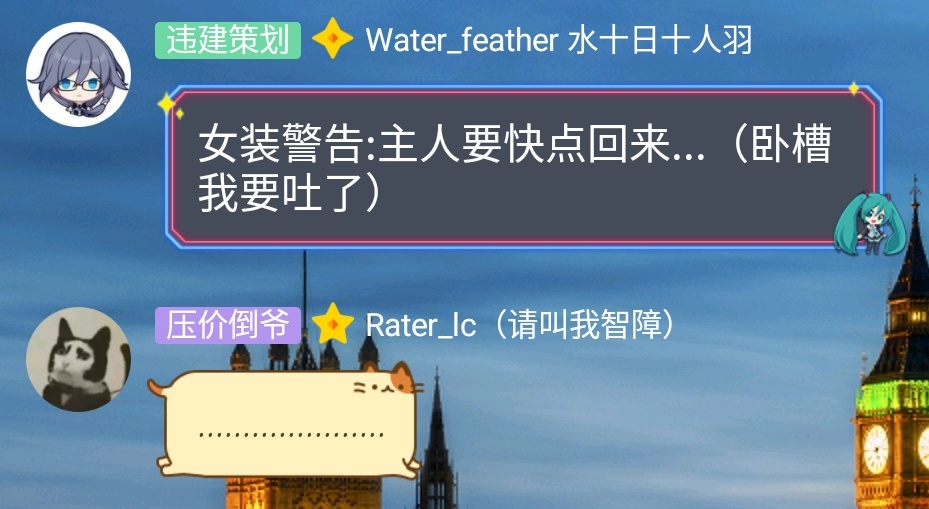 违建策划 Water_feather 水十日十人羽
女装警告:主人要快点回来...（卧槽
我要吐了）
压价倒爷 Rater_lc（请叫我智障）
.....................